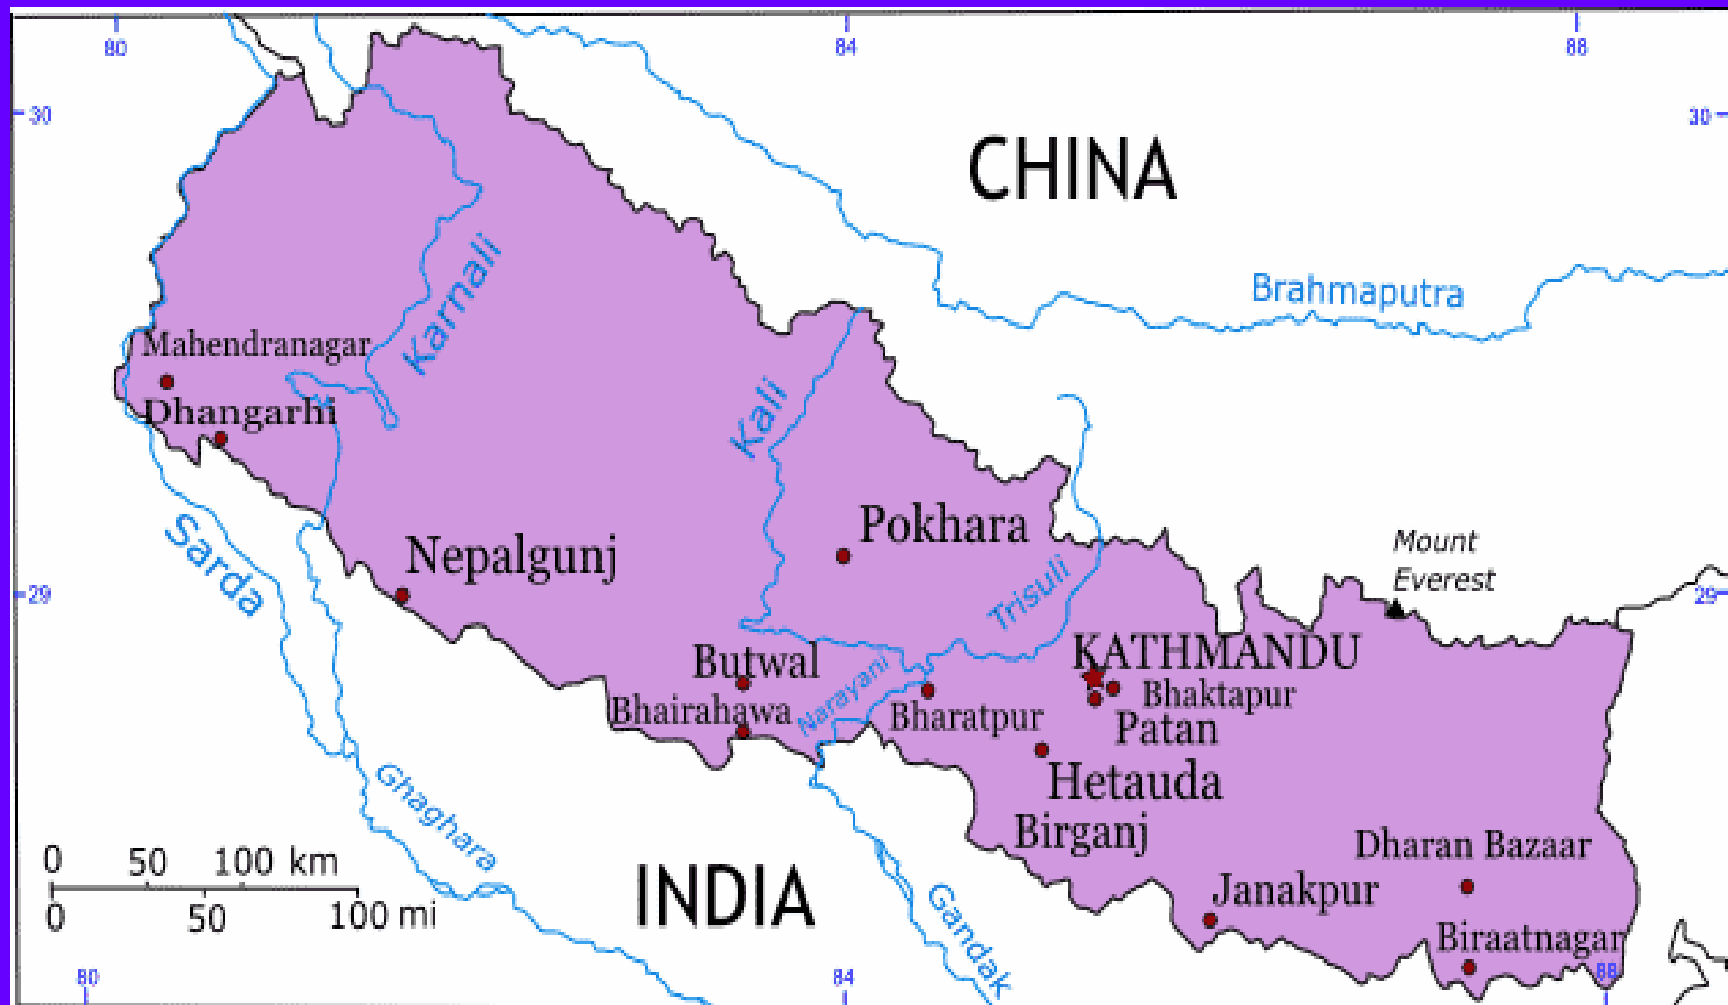 80
84
88
30
30
CHINA
Karnali
Brahmaputra
Mahendranagar
Kali
Dhangarhi
Pokhara
Sarda
Nepalgunj
Mount
Everest
29
29
Trisuli
KATHMANDU
Butwal
Narayani
Bhaktapur
Bhairahawa
Bharatpur
Patan
Hetauda
Ghaghara
Birganj
Dharan Bazaar
0 50 100 km
0 50 100 mi
INDIA
Janakpur
Gandak
Biraatnagar
80
84
88